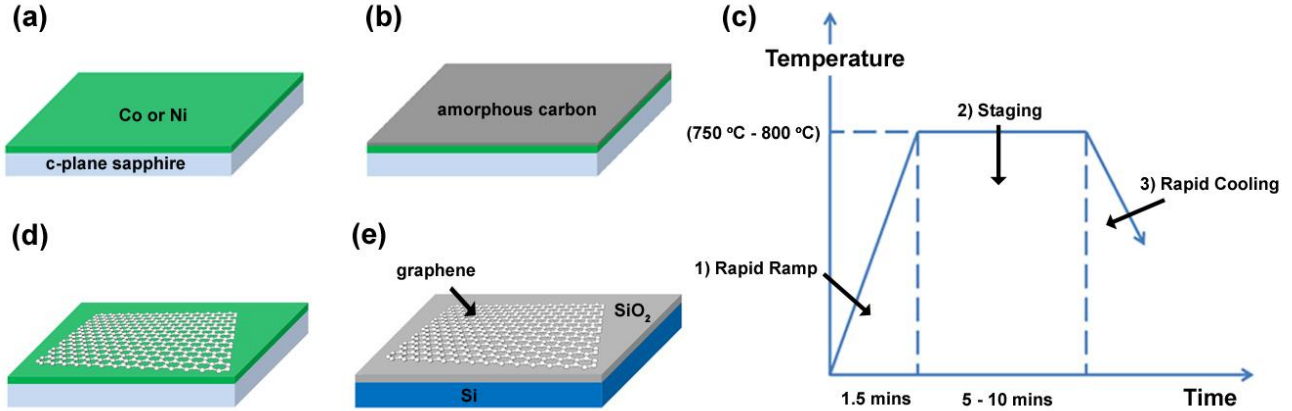 (a)
Co or Ni
c-plane sapphire
(b)
amorphous carbon
(c)
Temperature
(750 °C - 800 °C)
2) Staging
3) Rapid Cooling
1) Rapid Ramp
1.5 mins
5 - 10 mins
Time
(d)
(e)
graphene
SiO₂
Si